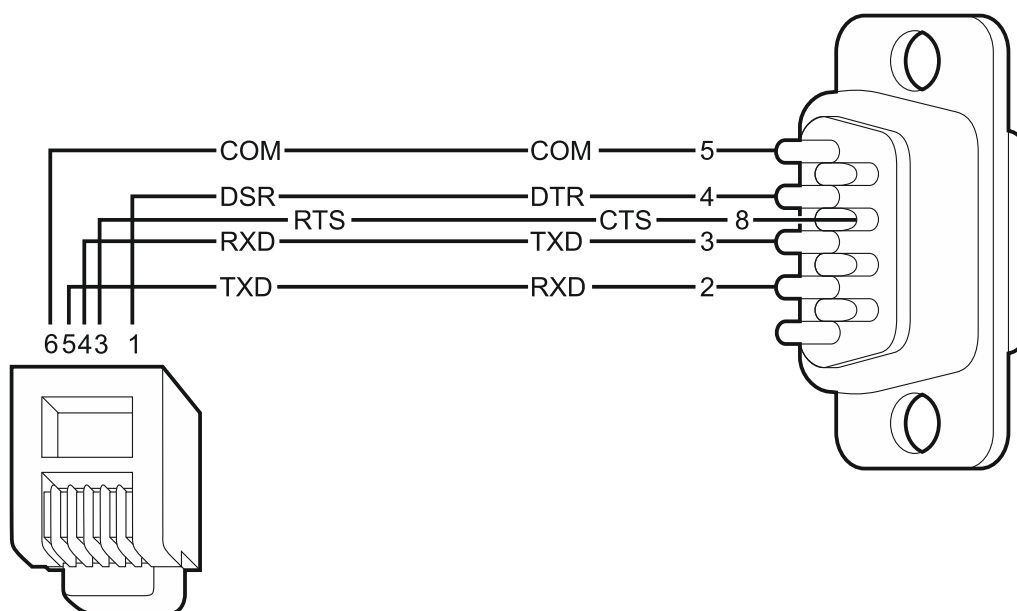 COM COM 5
DSR DTR 4
RTS CTS 8
RXD TXD 3
TXD RXD 2
6543 1